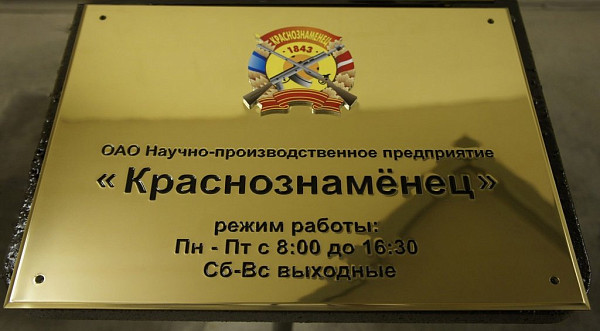 КРАСНОЗНАМЕНЕЦ
· 1843 ·
ОАО Научно-производственное предприятие
«Краснознамёнец»
режим работы:
Пн - Пт с 8:00 до 16:30
Сб-Вс выходные